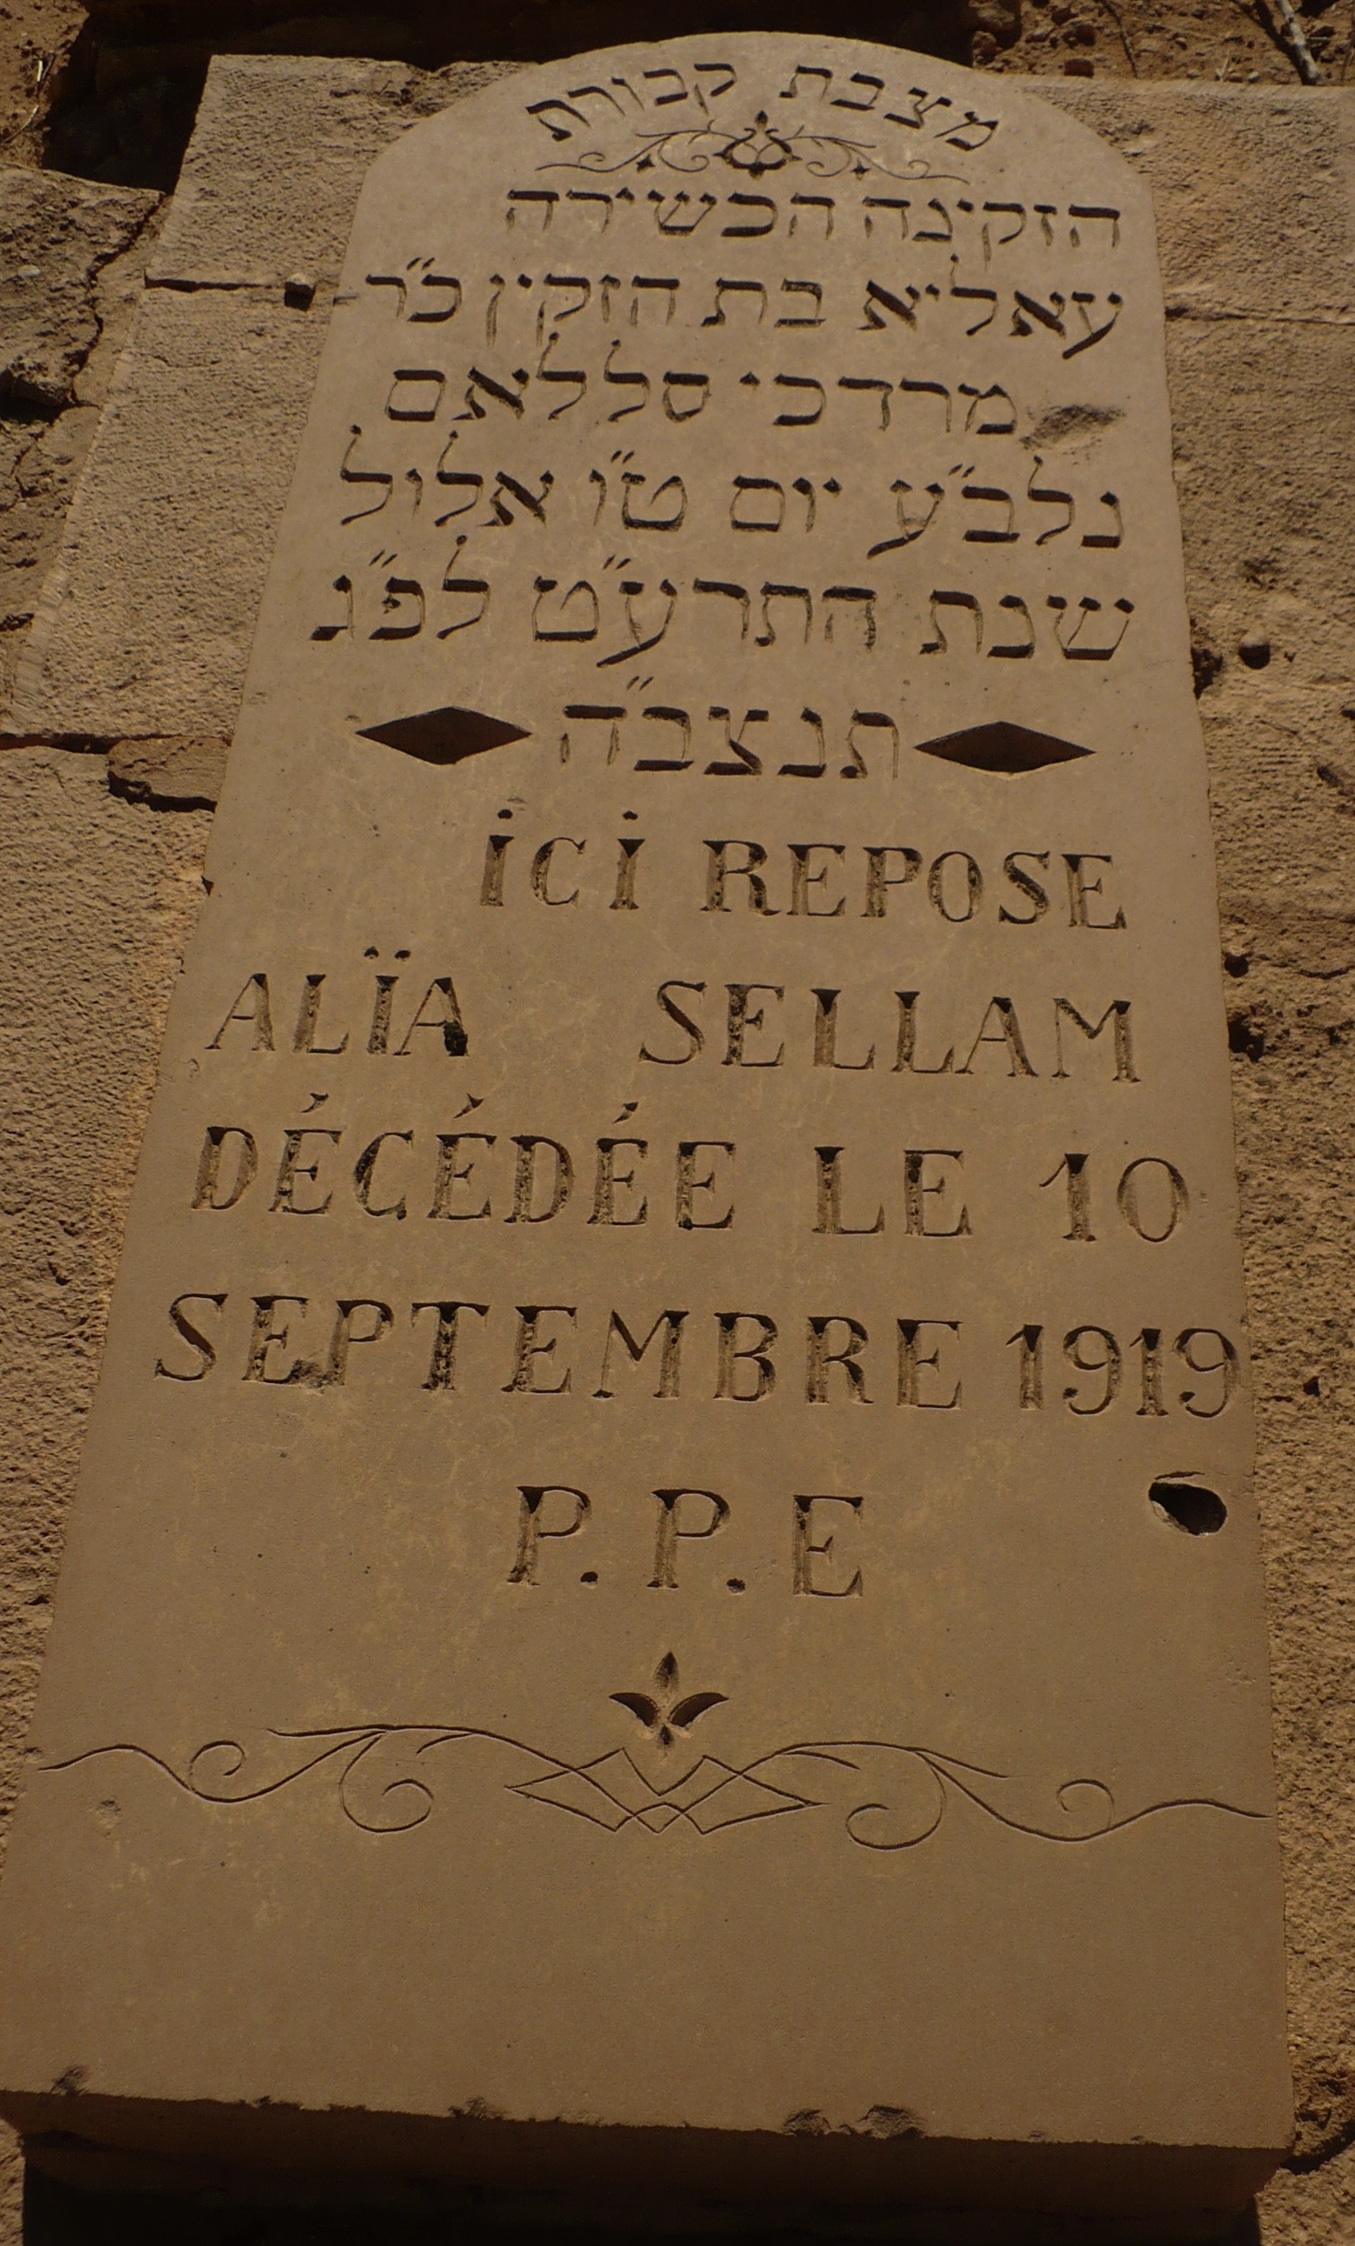 מצבת קבורת
הזקינה הכשירה
עאליא בת הזקין כ״ר
מרדכי סללאם
נלב״ע יום ט״ו אלול
שנת התרע״ט לפ״ג
תנצב״ה
ICI REPOSE
ALÏA SELLAM
DÉCÉDÉE LE 10
SEPTEMBRE 1919
P.P.E